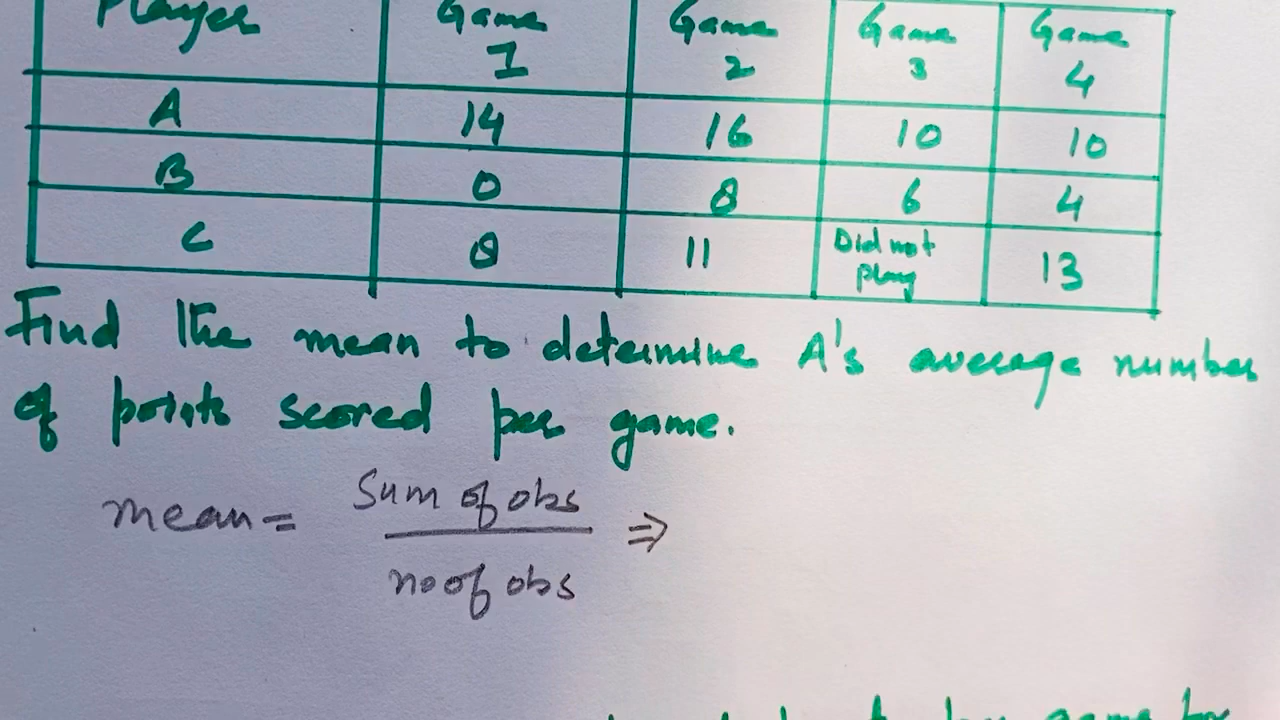 Player Game 1 Game 2 Game 3 Game 4
A 14 16 10 10
B 0 8 6 4
C 8 11 Did not play 13
Find the mean to determine A's average number
of points scored per game.
mean = Sum of obs ⇒
no of obs
game